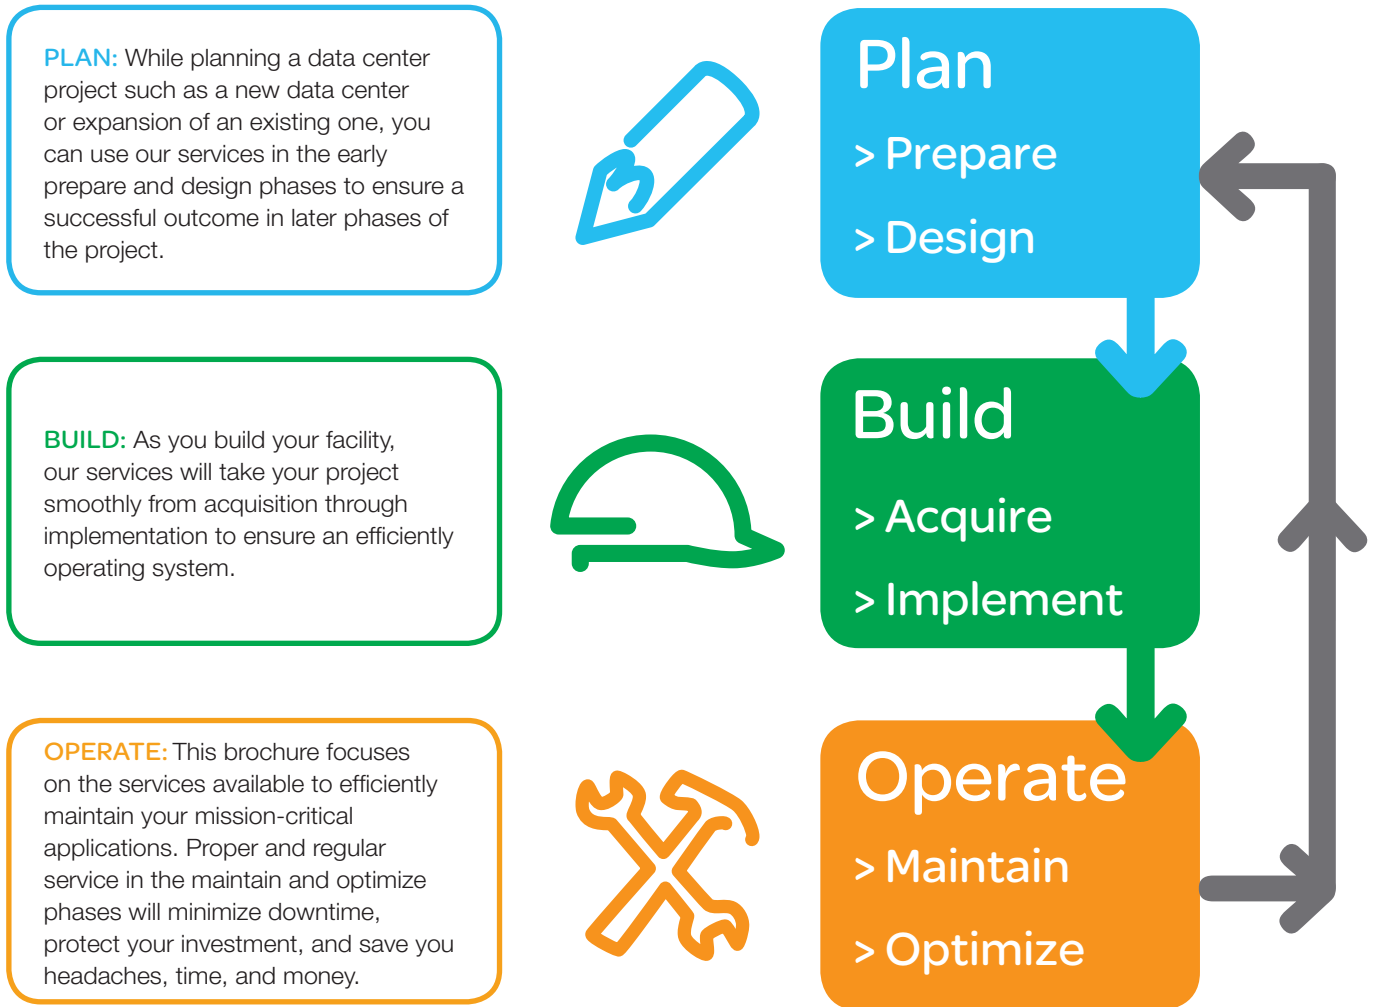 PLAN: While planning a data center
project such as a new data center
or expansion of an existing one, you
can use our services in the early
prepare and design phases to ensure a
successful outcome in later phases of
the project.
Plan
> Prepare
> Design
BUILD: As you build your facility,
our services will take your project
smoothly from acquisition through
implementation to ensure an efficiently
operating system.
Build
> Acquire
> Implement
OPERATE: This brochure focuses
on the services available to efficiently
maintain your mission-critical
applications. Proper and regular
service in the maintain and optimize
phases will minimize downtime,
protect your investment, and save you
headaches, time, and money.
Operate
> Maintain
> Optimize